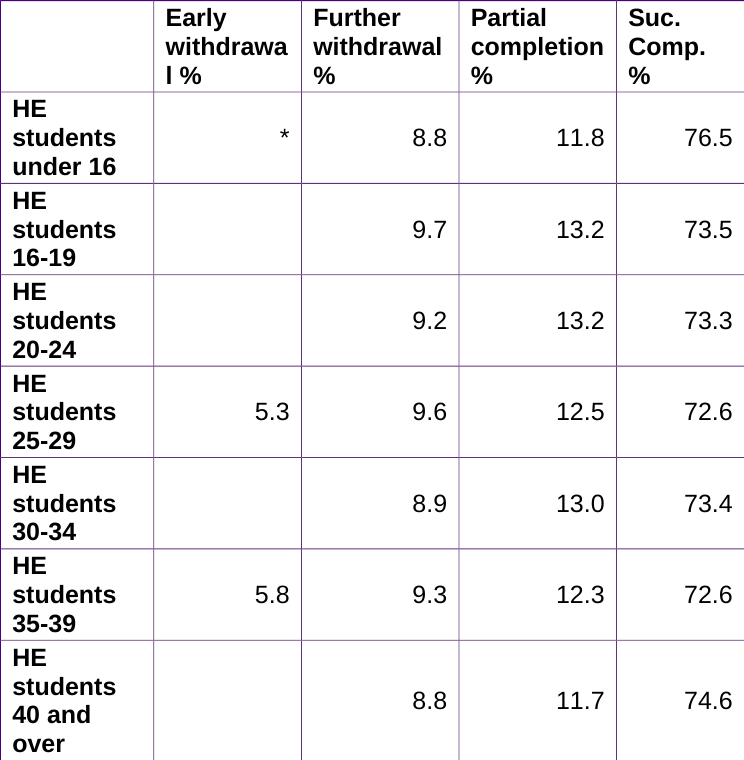 Early withdrawa l % Further withdrawal % Partial completion % Suc. Comp. %
HE students under 16 * 8.8 11.8 76.5
HE students 16-19 9.7 13.2 73.5
HE students 20-24 9.2 13.2 73.3
HE students 25-29 5.3 9.6 12.5 72.6
HE students 30-34 8.9 13.0 73.4
HE students 35-39 5.8 9.3 12.3 72.6
HE students 40 and over 8.8 11.7 74.6